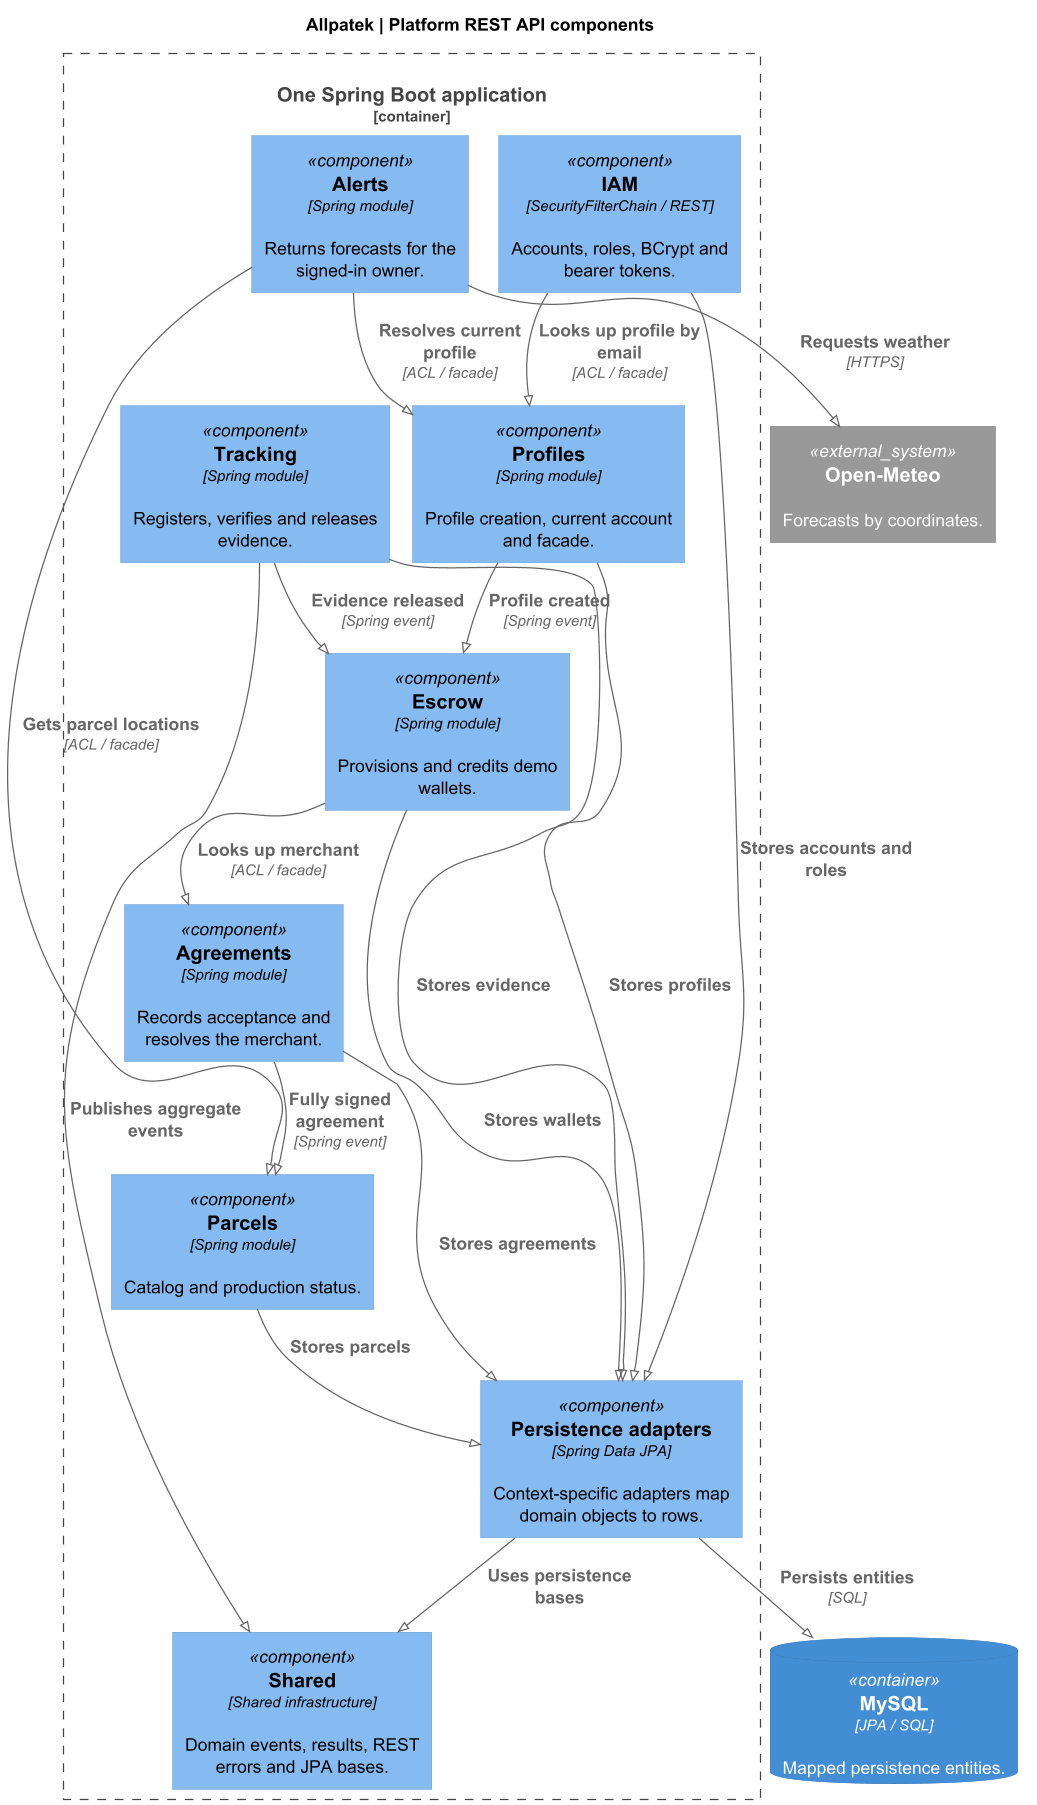 Allpatek | Platform REST API components
One Spring Boot application
[container]
«component»
Alerts
[Spring module]
Returns forecasts for the
signed-in owner.
«component»
IAM
[SecurityFilterChain / REST]
Accounts, roles, BCrypt and
bearer tokens.
Resolves current
profile
[ACL / facade]
Looks up profile by
email
[ACL / facade]
Requests weather
[HTTPS]
«component»
Tracking
[Spring module]
Registers, verifies and releases
evidence.
«component»
Profiles
[Spring module]
Profile creation, current account
and facade.
«external_system»
Open-Meteo
Forecasts by coordinates.
Evidence released
[Spring event]
Profile created
[Spring event]
«component»
Escrow
[Spring module]
Provisions and credits demo
wallets.
Gets parcel locations
[ACL / facade]
Looks up merchant
[ACL / facade]
Stores accounts and
roles
«component»
Agreements
[Spring module]
Records acceptance and
resolves the merchant.
Stores evidence
Stores profiles
Publishes aggregate
events
Fully signed
agreement
[Spring event]
Stores wallets
«component»
Parcels
[Spring module]
Catalog and production status.
Stores agreements
Stores parcels
«component»
Persistence adapters
[Spring Data JPA]
Context-specific adapters map
domain objects to rows.
Uses persistence
bases
Persists entities
[SQL]
«component»
Shared
[Shared infrastructure]
Domain events, results, REST
errors and JPA bases.
«container»
MySQL
[JPA / SQL]
Mapped persistence entities.